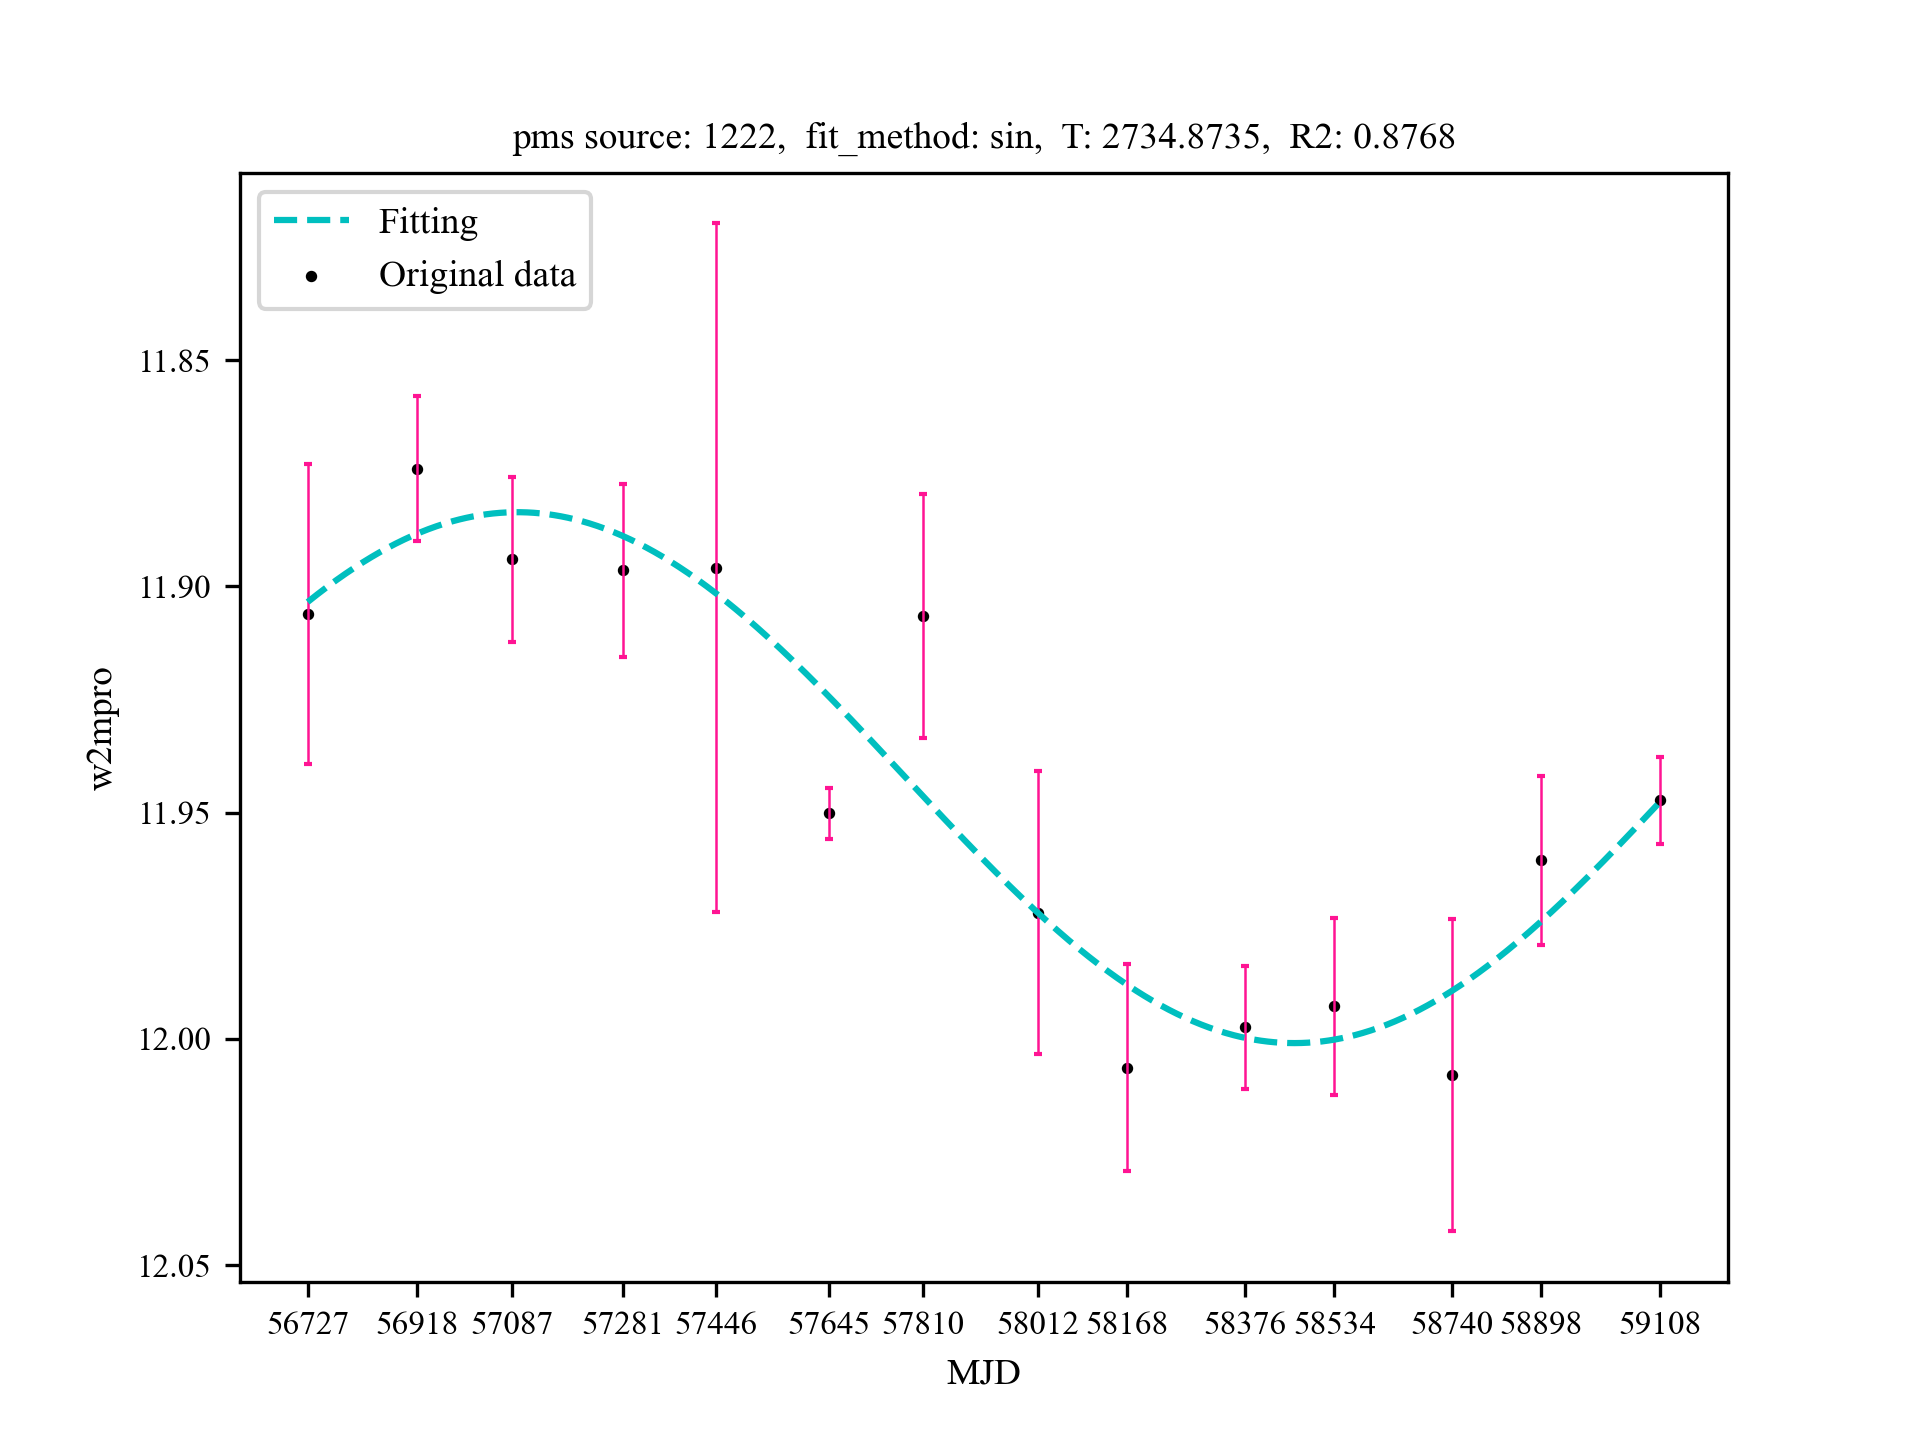 pms source: 1222,  fit_method: sin,  T: 2734.8735,  R2: 0.8768
Fitting
Original data
11.85
11.90
11.95
12.00
12.05
w2mpro
56727 56918 57087 57281 57446 57645 57810 58012 58168 58376 58534 58740 58898 59108
MJD